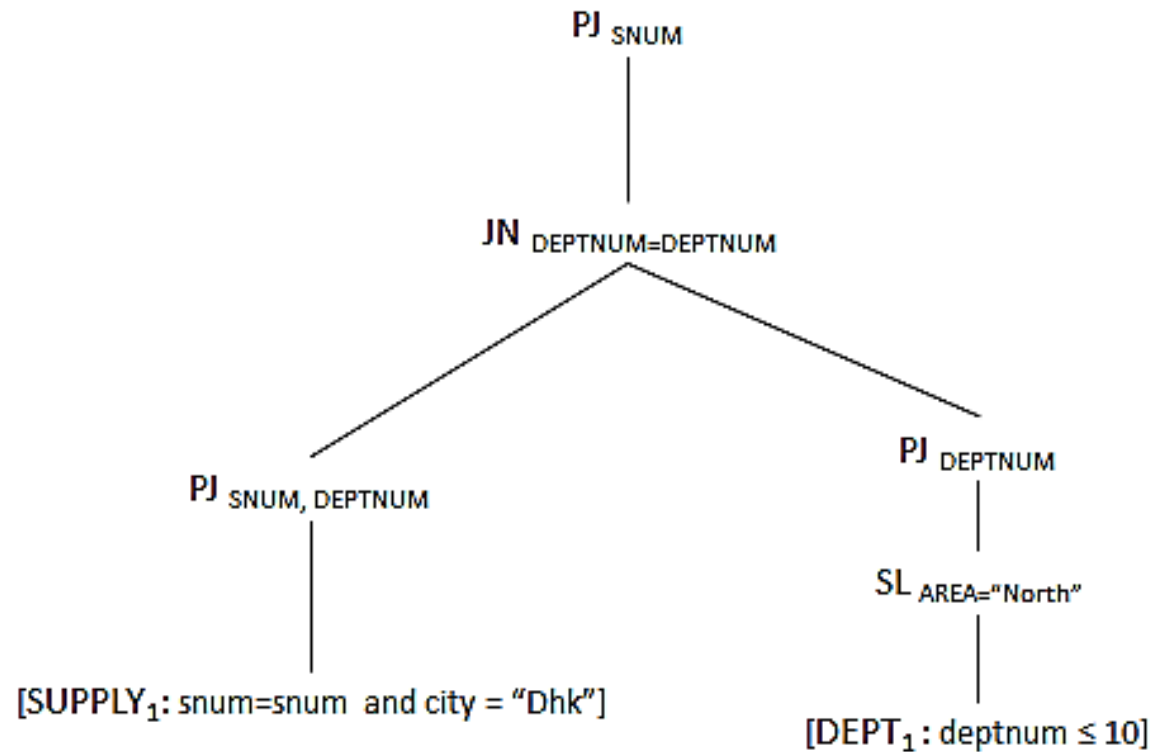 PJ SNUM
JN DEPTNUM=DEPTNUM
PJ SNUM, DEPTNUM
PJ DEPTNUM
SL AREA=“North”
[SUPPLY1: snum=snum and city = “Dhk”]
[DEPT1 : deptnum ≤ 10]